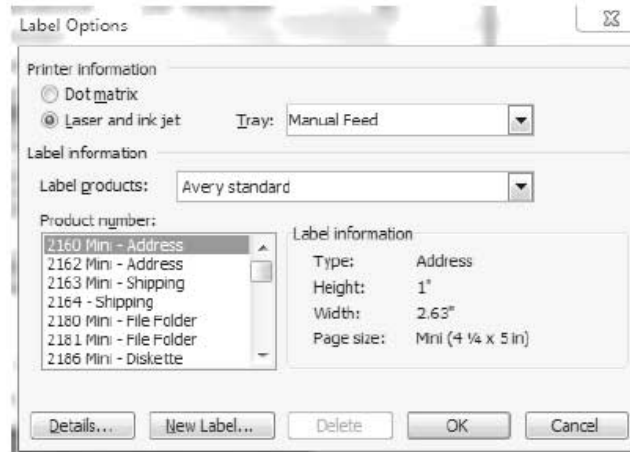 Label Options
Printer information
Dot matrix
Laser and ink jet Tray: Manual Feed
Label information
Label products: Avery standard
Product number:
2160 Mini - Address
2162 Mini - Address
2163 Mini - Shipping
2164 - Shipping
2180 Mini - File Folder
2181 Mini - File Folder
2186 Mini - Diskette
Label information
Type: Address
Height: 1"
Width: 2.63"
Page size: Mini (4 ¼ x 5 in)
Details... New Label... Delete OK Cancel